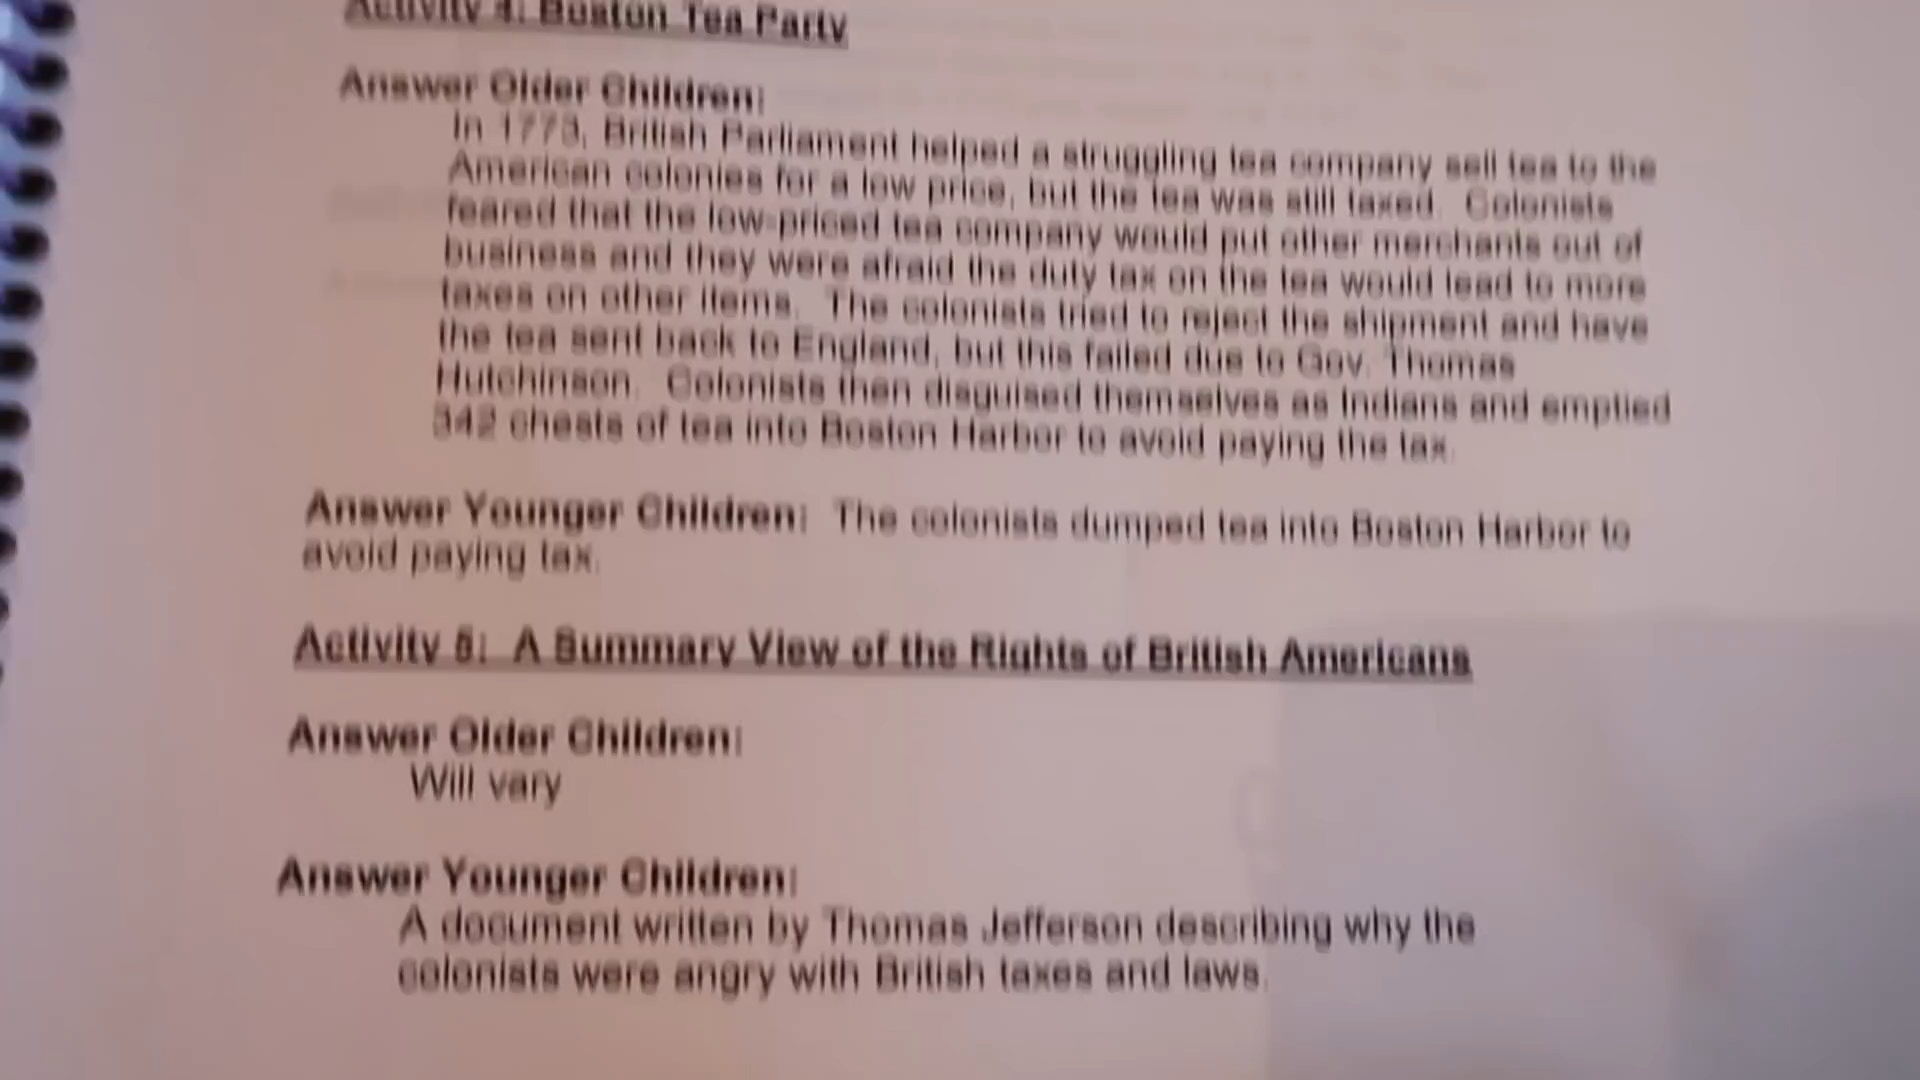 Activity 4: Boston Tea Party
Answer Older Children:
In 1773, British Parliament helped a struggling tea company sell tea to the
American colonies for a low price, but the tea was still taxed. Colonists
feared that the low-priced tea company would put other merchants out of
business and they were afraid the duty tax on the tea would lead to more
taxes on other items. The colonists tried to reject the shipment and have
the tea sent back to England, but this failed due to Gov. Thomas
Hutchinson. Colonists then disguised themselves as Indians and emptied
342 chests of tea into Boston Harbor to avoid paying the tax.
Answer Younger Children: The colonists dumped tea into Boston Harbor to
avoid paying tax.
Activity 5: A Summary View of the Rights of British Americans
Answer Older Children:
Will vary
Answer Younger Children:
A document written by Thomas Jefferson describing why the
colonists were angry with British taxes and laws.